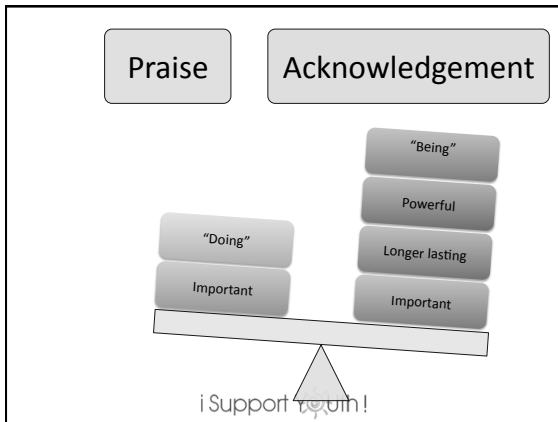 Praise
Acknowledgement
"Doing"
Important
"Being"
Powerful
Longer lasting
Important
i Support Youth!